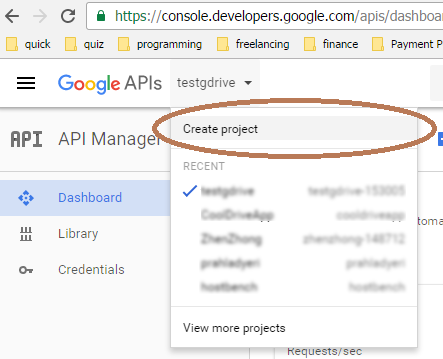 https://console.developers.google.com/apis/dashboa
quick quiz programming freelancing finance Payment P
Google APIs testgdrive
Create project
API API Manager
RECENT
Dashboard
testgdrive testgdrive-153005
CoolDriveApp cooldriveapp
Library
ZhenZhong zhenzhong-148712
prahladyeri prahladyeri
Credentials
hostbench hostbench
View more projects
Requests/sec